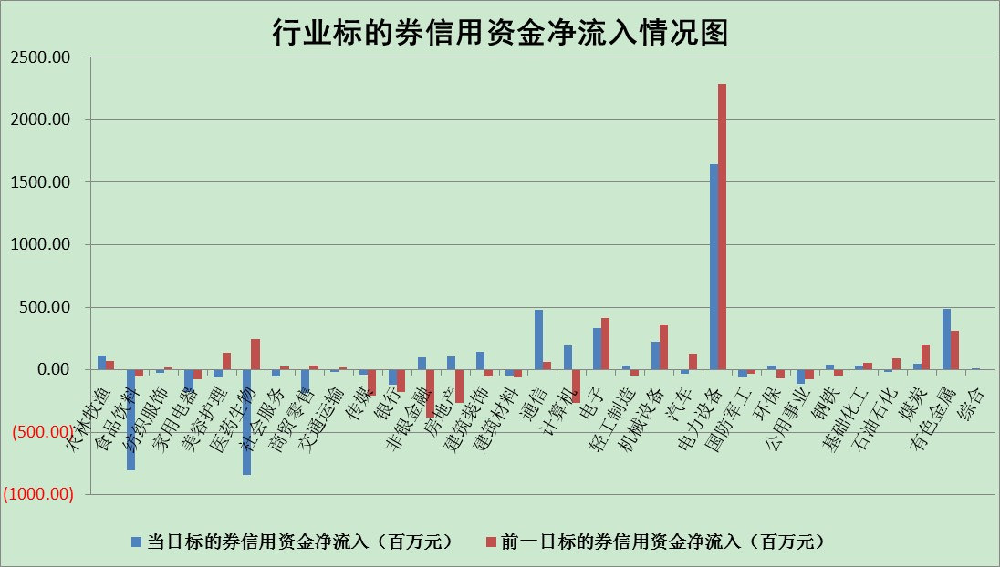 行业标的券信用资金净流入情况图
2500.00
2000.00
1500.00
1000.00
500.00
0.00
(500.00)
(1000.00)
农林牧渔
食品饮料
纺织服饰
家用电器
美容护理
医药生物
社会服务
商贸零售
交通运输
传媒
银行
非银金融
房地产
建筑装饰
建筑材料
通信
计算机
电子
轻工制造
机械设备
汽车
电力设备
国防军工
环保
公用事业
钢铁
基础化工
石油石化
煤炭
有色金属
综合
当日标的券信用资金净流入（百万元）
前一日标的券信用资金净流入（百万元）